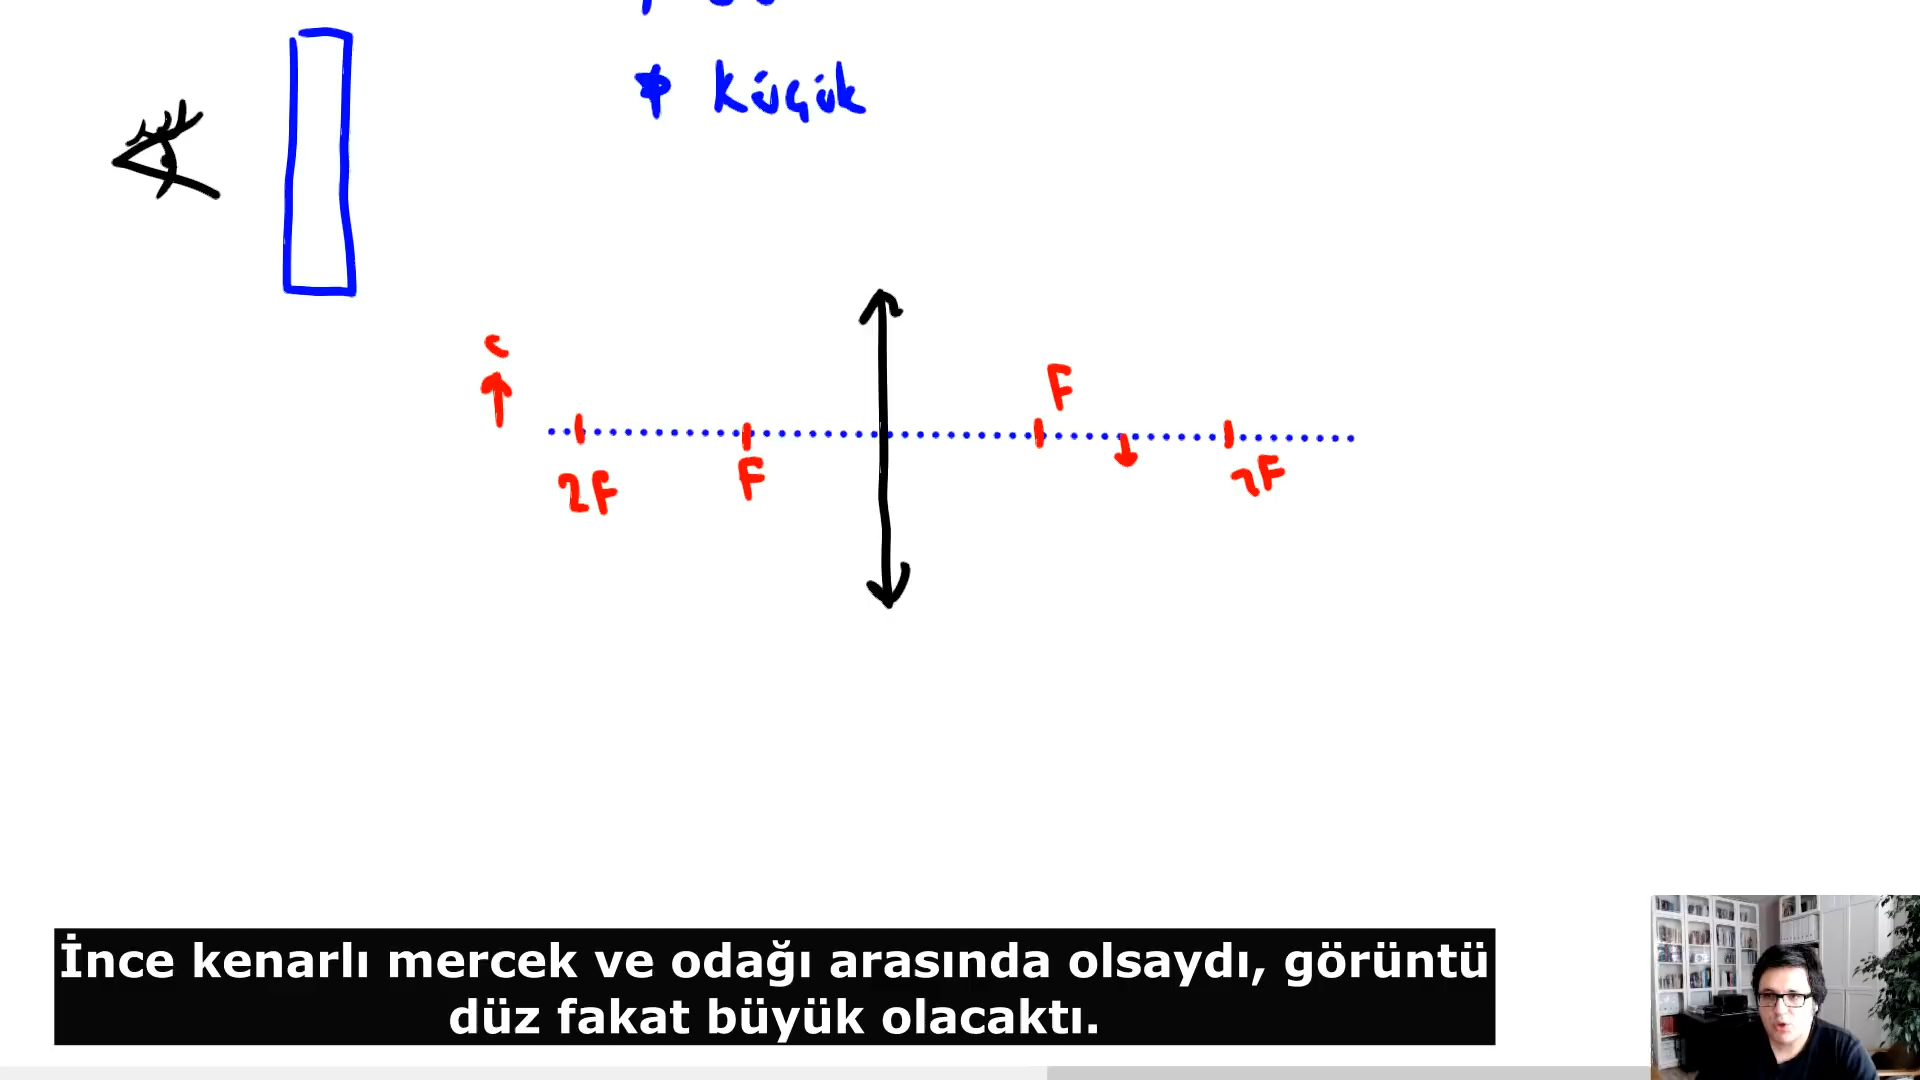 * Küçük
F
2F
F
2F
İnce kenarlı mercek ve odağı arasında olsaydı, görüntü
düz fakat büyük olacaktı.